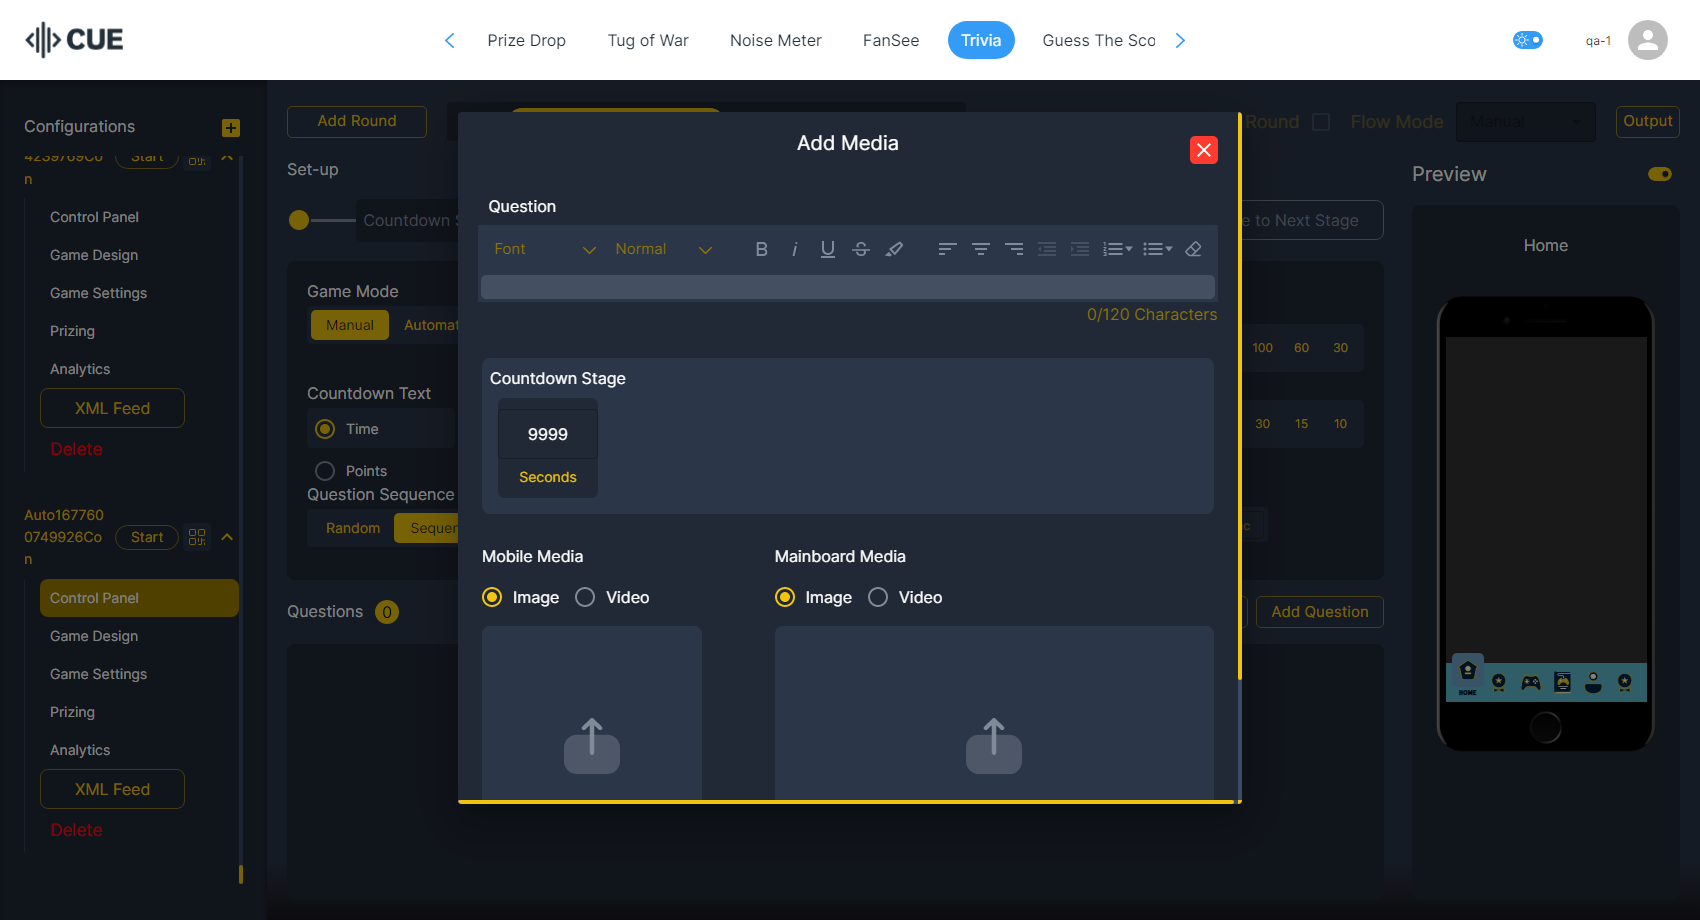 CUE
Prize Drop
Tug of War
Noise Meter
FanSee
Trivia
Guess The Sco
qa-1
Configurations
Add Round
Round
Flow Mode
Manual
Output
4239769Co
n
Start
Set-up
Add Media
Preview
Control Panel
Game Design
Game Settings
Prizing
Analytics
XML Feed
Delete
Countdown S
e to Next Stage
Question
Font
Normal
0/120 Characters
Home
Game Mode
Manual
Automat
100
60
30
Countdown Stage
9999
Seconds
Countdown Text
Time
Points
30
15
10
Question Sequence
Random
Sequen
c
Auto167760
0749926Co
n
Start
Control Panel
Game Design
Game Settings
Prizing
Analytics
XML Feed
Delete
Mobile Media
Image
Video
Mainboard Media
Image
Video
Questions
0
Add Question
HOME